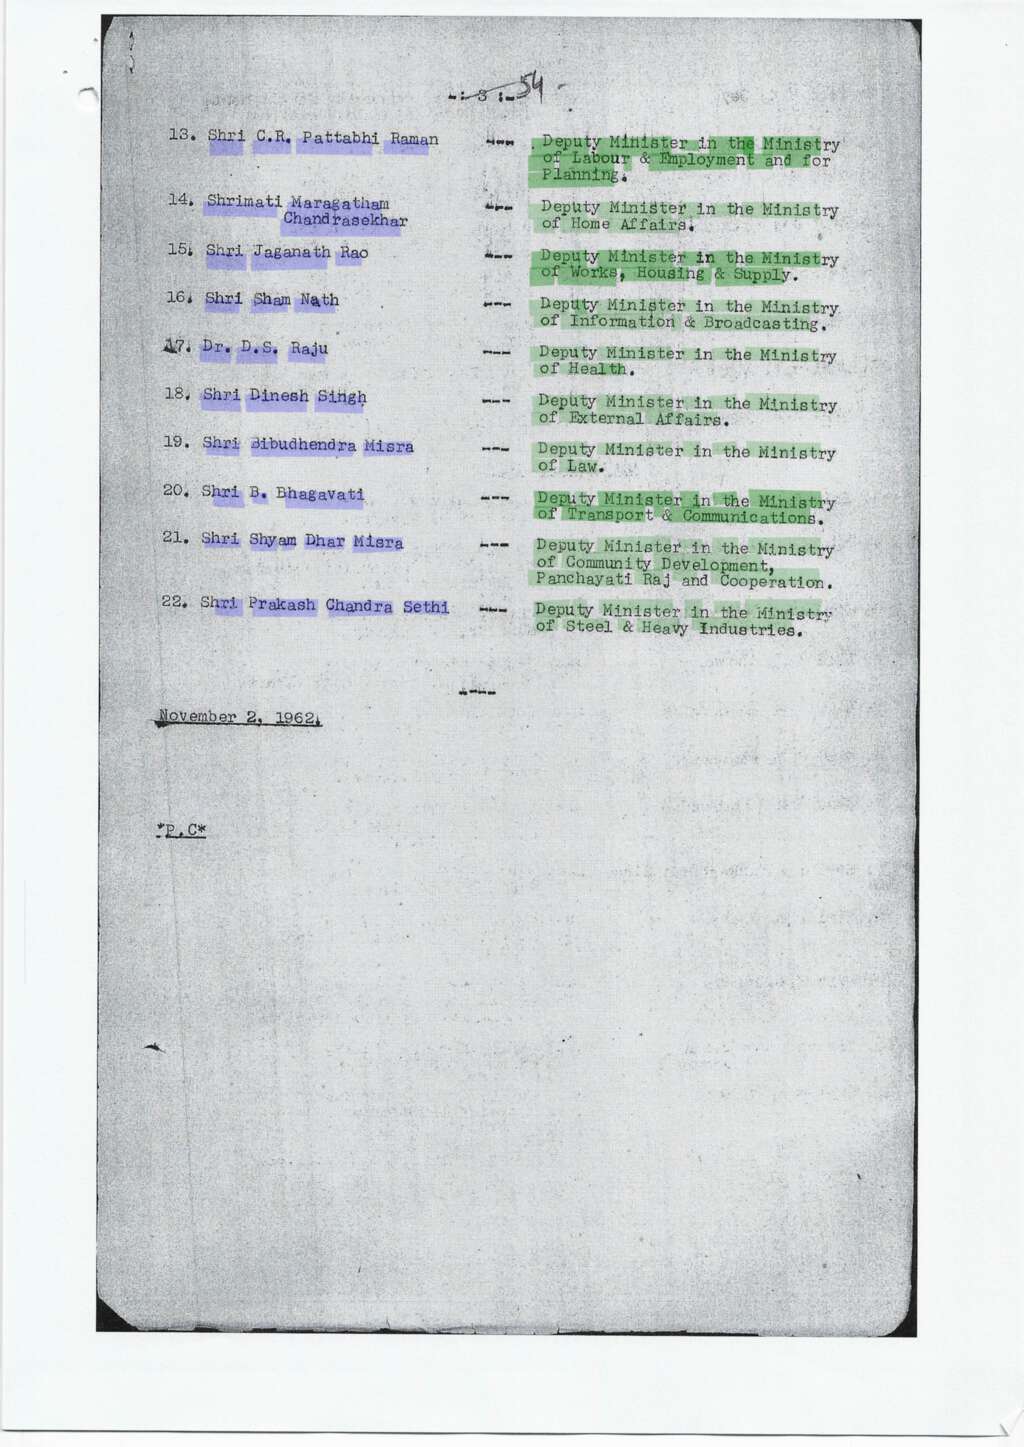 -: 3 :- 54
13. Shri C.R. Pattabhi Raman --- Deputy Minister in the Ministry
of Labour & Employment and for
Planning.
14. Shrimati Maragatham --- Deputy Minister in the Ministry
Chandrasekhar of Home Affairs.
15. Shri Jaganath Rao --- Deputy Minister in the Ministry
of Works, Housing & Supply.
16. Shri Sham Nath --- Deputy Minister in the Ministry
of Information & Broadcasting.
17. Dr. D.S. Raju --- Deputy Minister in the Ministry
of Health.
18. Shri Dinesh Singh --- Deputy Minister in the Ministry
of External Affairs.
19. Shri Bibudhendra Misra --- Deputy Minister in the Ministry
of Law.
20. Shri B. Bhagavati --- Deputy Minister in the Ministry
of Transport & Communications.
21. Shri Shyam Dhar Misra --- Deputy Minister in the Ministry
of Community Development,
Panchayati Raj and Cooperation.
22. Shri Prakash Chandra Sethi --- Deputy Minister in the Ministry
of Steel & Heavy Industries.
----
November 2, 1962.
*P.C*